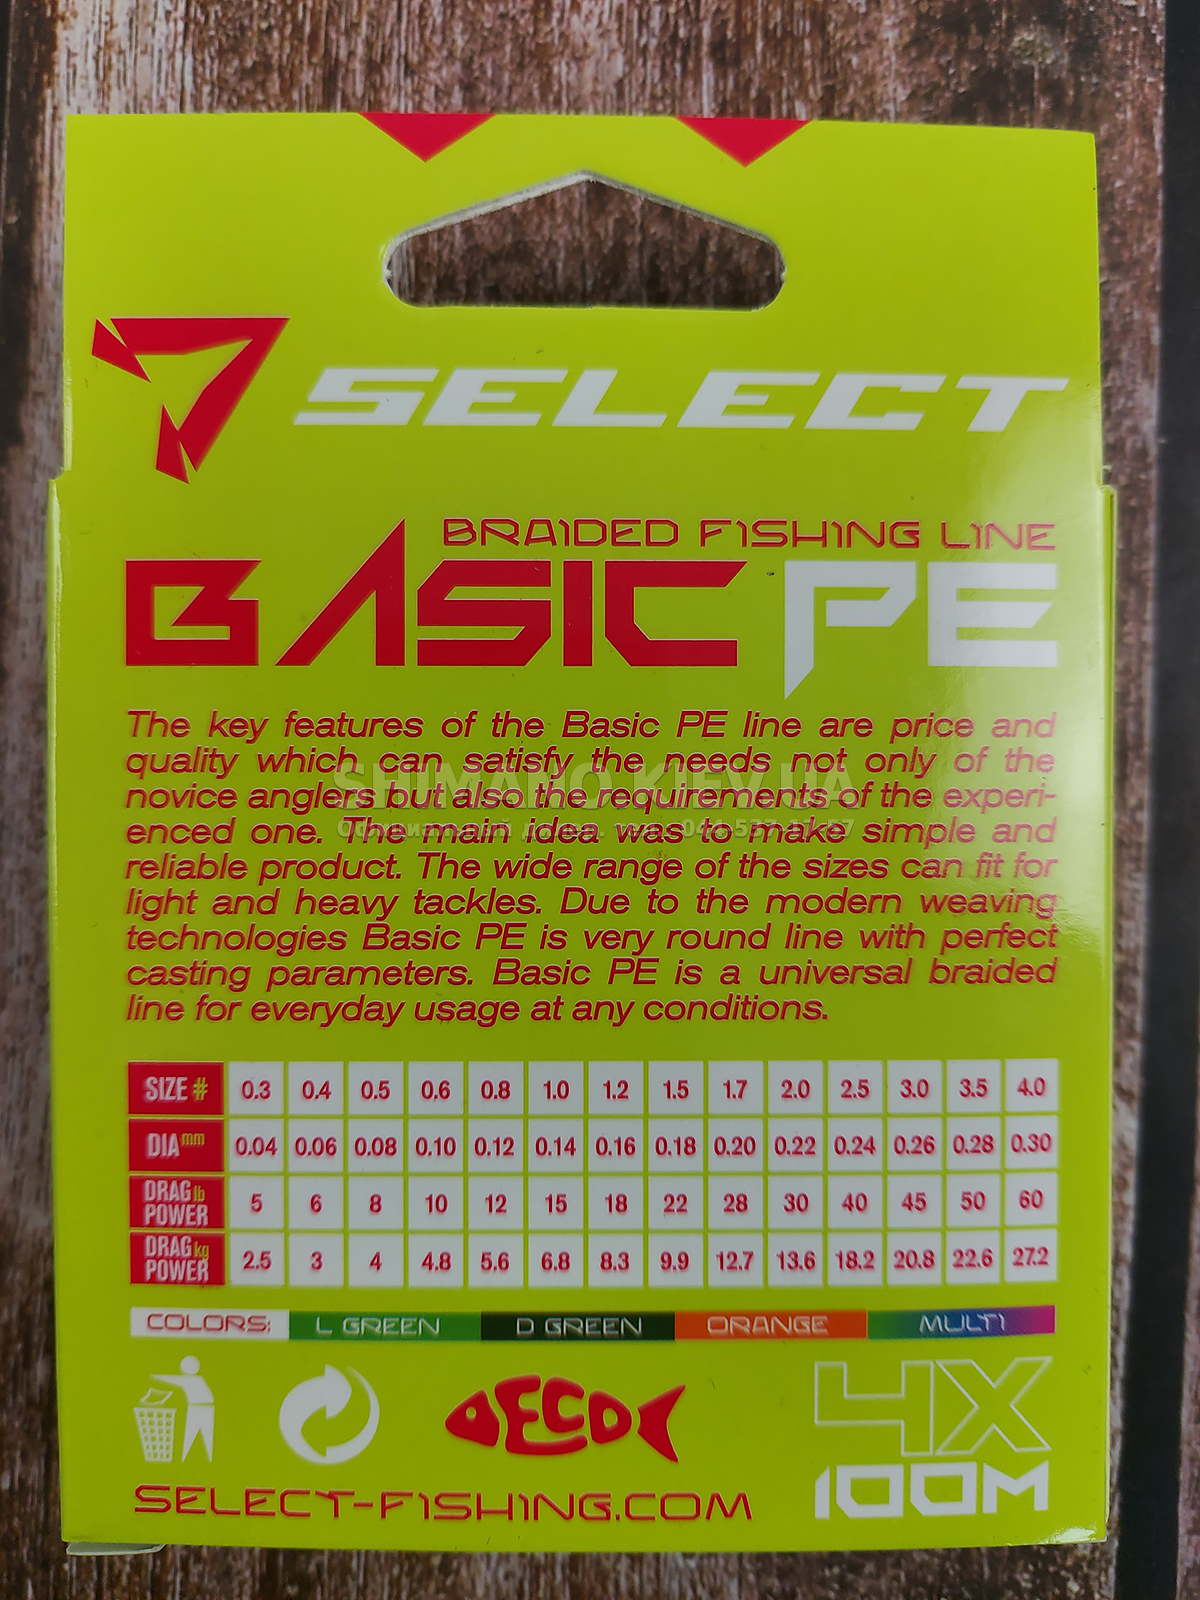 SELECT
BRAIDED FISHING LINE
BASIC PE
The key features of the Basic PE line are price and
quality which can satisfy the needs not only of the
novice anglers but also the requirements of the experi-
enced one. The main idea was to make simple and
reliable product. The wide range of the sizes can fit for
light and heavy tackles. Due to the modern weaving
technologies Basic PE is very round line with perfect
casting parameters. Basic PE is a universal braided
line for everyday usage at any conditions.
SHIMANO.KIEV.UA
Официальный дилер. тел.
SIZE # 0.3 0.4 0.5 0.6 0.8 1.0 1.2 1.5 1.7 2.0 2.5 3.0 3.5 4.0
DIA mm 0.04 0.06 0.08 0.10 0.12 0.14 0.16 0.18 0.20 0.22 0.24 0.26 0.28 0.30
DRAG lb POWER 5 6 8 10 12 15 18 22 28 30 40 45 50 60
DRAG kg POWER 2.5 3 4 4.8 5.6 6.8 8.3 9.9 12.7 13.6 18.2 20.8 22.6 27.2
COLORS: L GREEN D GREEN ORANGE MULTI
ECO
4X
100M
SELECT-FISHING.COM